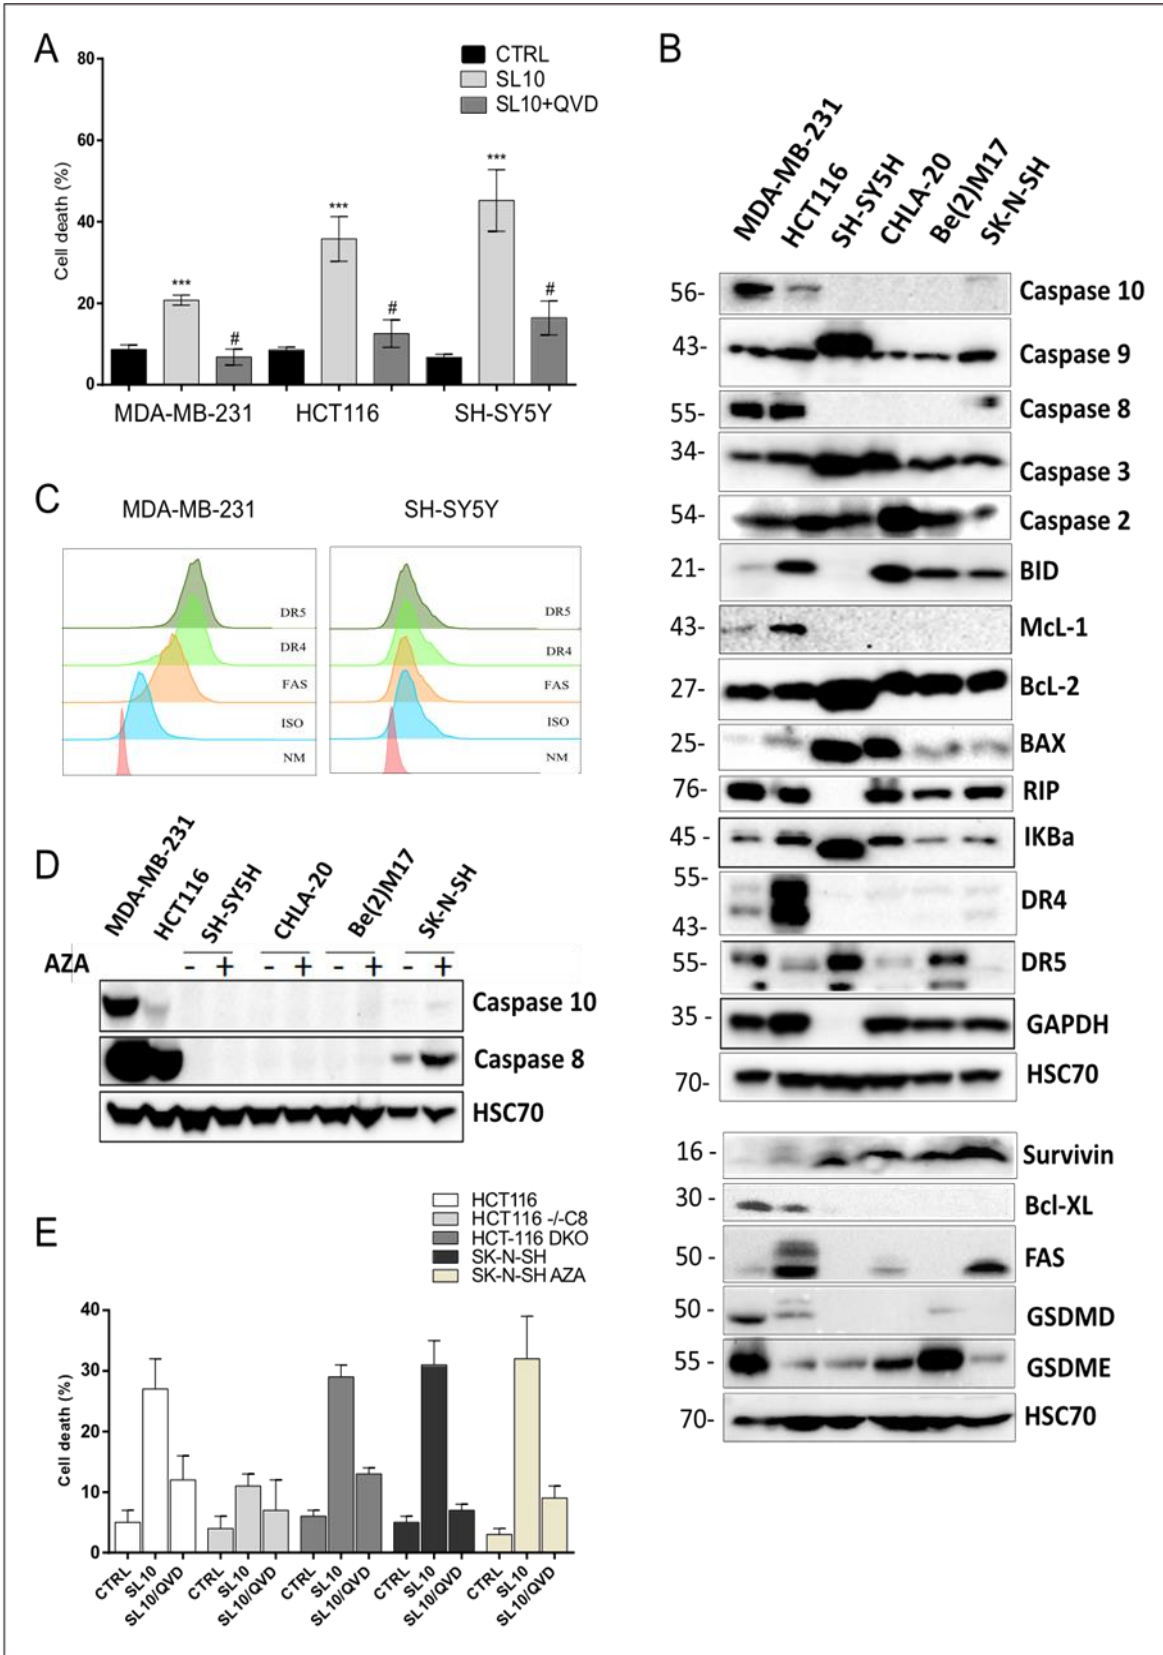 A
CTRL
SL10
SL10+QVD
Cell death (%)
80
60
40
20
0
***
#
***
#
***
#
MDA-MB-231 HCT116 SH-SY5Y
B
MDA-MB-231
HCT116
SH-SY5H
CHLA-20
Be(2)M17
SK-N-SH
56- Caspase 10
43- Caspase 9
55- Caspase 8
34- Caspase 3
54- Caspase 2
21- BID
43- McL-1
27- BcL-2
25- BAX
76- RIP
45 - IKBa
55-
DR4
43-
55- DR5
35 - GAPDH
70- HSC70
16 - Survivin
30 - Bcl-XL
50 - FAS
50 - GSDMD
55 - GSDME
70- HSC70
C
MDA-MB-231 SH-SY5Y
DR5 DR5
DR4 DR4
FAS FAS
ISO ISO
NM NM
D
MDA-MB-231
HCT116
SH-SY5H
CHLA-20
Be(2)M17
SK-N-SH
AZA - + - + - + - +
Caspase 10
Caspase 8
HSC70
E
HCT116
HCT116 -/-C8
HCT-116 DKO
SK-N-SH
SK-N-SH AZA
Cell death (%)
40
30
20
10
0
CTRL SL10 SL10/QVD CTRL SL10 SL10/QVD CTRL SL10 SL10/QVD CTRL SL10 SL10/QVD CTRL SL10 SL10/QVD